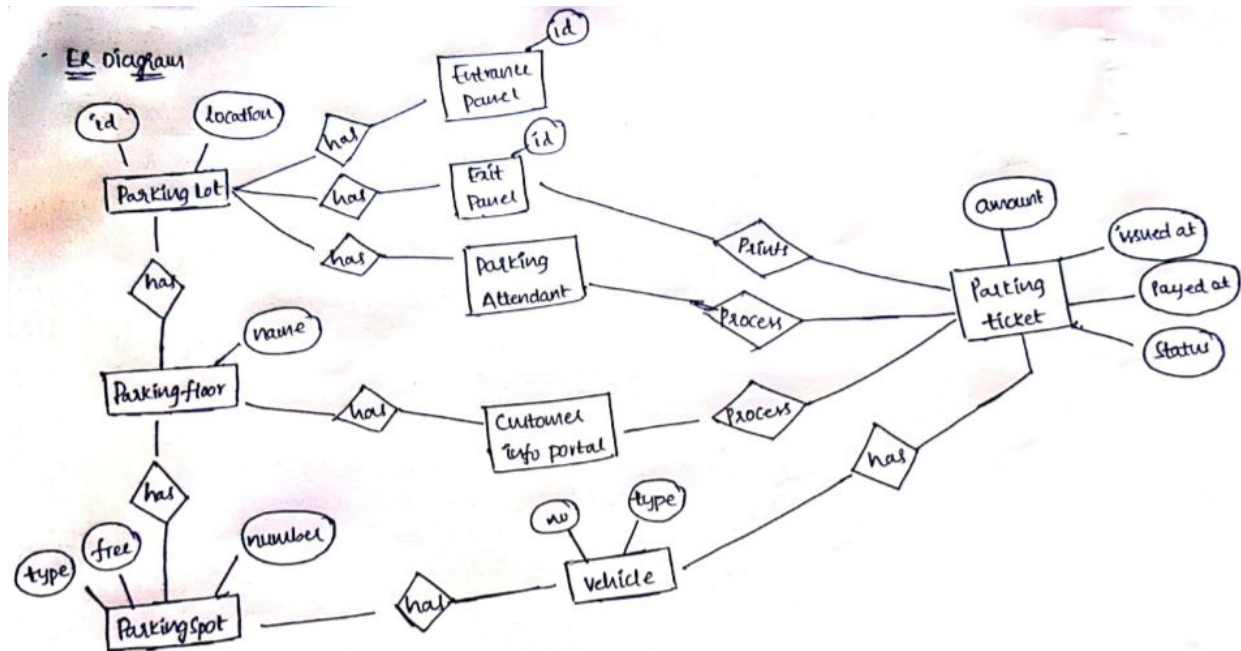 ER Diagram
id
location
Parking Lot
has
Entrance
panel
id
has
Exit
panel
id
has
Parking
Attendant
Prints
Process
amount
issued at
Payed at
Status
Parking
ticket
has
name
Parking floor
has
Customer
info portal
Process
has
has
type
free
number
Parking Spot
has
no
type
Vehicle